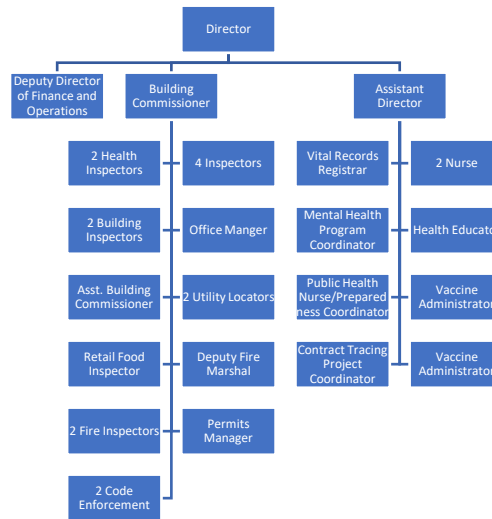 Director
Deputy Director
of Finance and
Operations
Building
Commissioner
Assistant
Director
2 Health
Inspectors
4 Inspectors
Vital Records
Registrar
2 Nurse
2 Building
Inspectors
Office Manger
Mental Health
Program
Coordinator
Health Educator
Asst. Building
Commissioner
2 Utility Locators
Public Health
Nurse/Prepared
ness Coordinator
Vaccine
Administrator
Retail Food
Inspector
Deputy Fire
Marshal
Contract Tracing
Project
Coordinator
Vaccine
Administrator
2 Fire Inspectors
Permits
Manager
2 Code
Enforcement